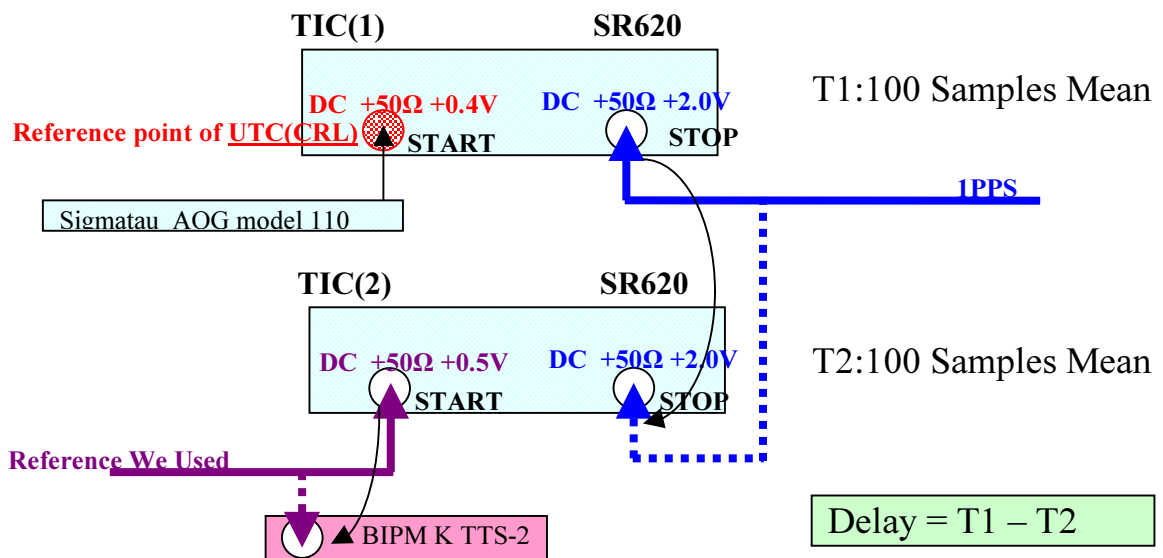 TIC(1) SR620
DC +50Ω +0.4V DC +50Ω +2.0V T1:100 Samples Mean
Reference point of UTC(CRL) START STOP
1PPS
Sigmatau AOG model 110
TIC(2) SR620
DC +50Ω +0.5V DC +50Ω +2.0V T2:100 Samples Mean
START STOP
Reference We Used
BIPM K TTS-2
Delay = T1 – T2